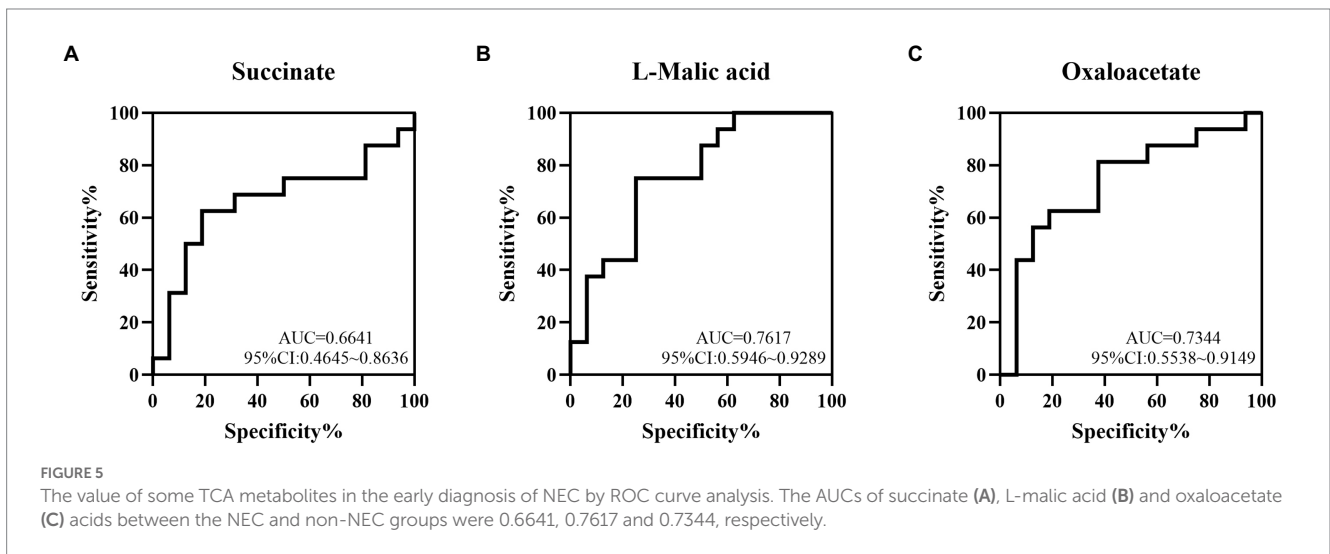 A
Succinate
100
80
60
40
20
0
Sensitivity%
0 20 40 60 80 100
Specificity%
AUC=0.6641
95%CI:0.4645~0.8636
B
L-Malic acid
100
80
60
40
20
0
Sensitivity%
0 20 40 60 80 100
Specificity%
AUC=0.7617
95%CI:0.5946~0.9289
C
Oxaloacetate
100
80
60
40
20
0
Sensitivity%
0 20 40 60 80 100
Specificity%
AUC=0.7344
95%CI:0.5538~0.9149
FIGURE 5
The value of some TCA metabolites in the early diagnosis of NEC by ROC curve analysis. The AUCs of succinate (A), L-malic acid (B) and oxaloacetate
(C) acids between the NEC and non-NEC groups were 0.6641, 0.7617 and 0.7344, respectively.